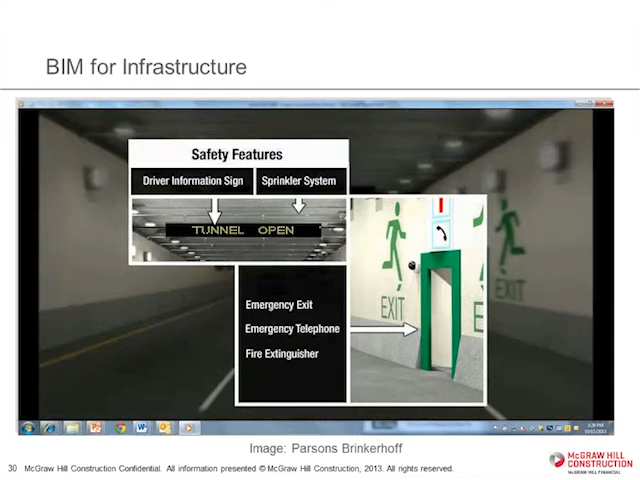 BIM for Infrastructure
Safety Features
Driver Information Sign
Sprinkler System
TUNNEL OPEN
EXIT
EXIT
Emergency Exit
Emergency Telephone
Fire Extinguisher
Image: Parsons Brinkerhoff
30 McGraw Hill Construction Confidential. All information presented © McGraw Hill Construction, 2013. All rights reserved.
McGRAW HILL
CONSTRUCTION
McGRAW HILL FINANCIAL